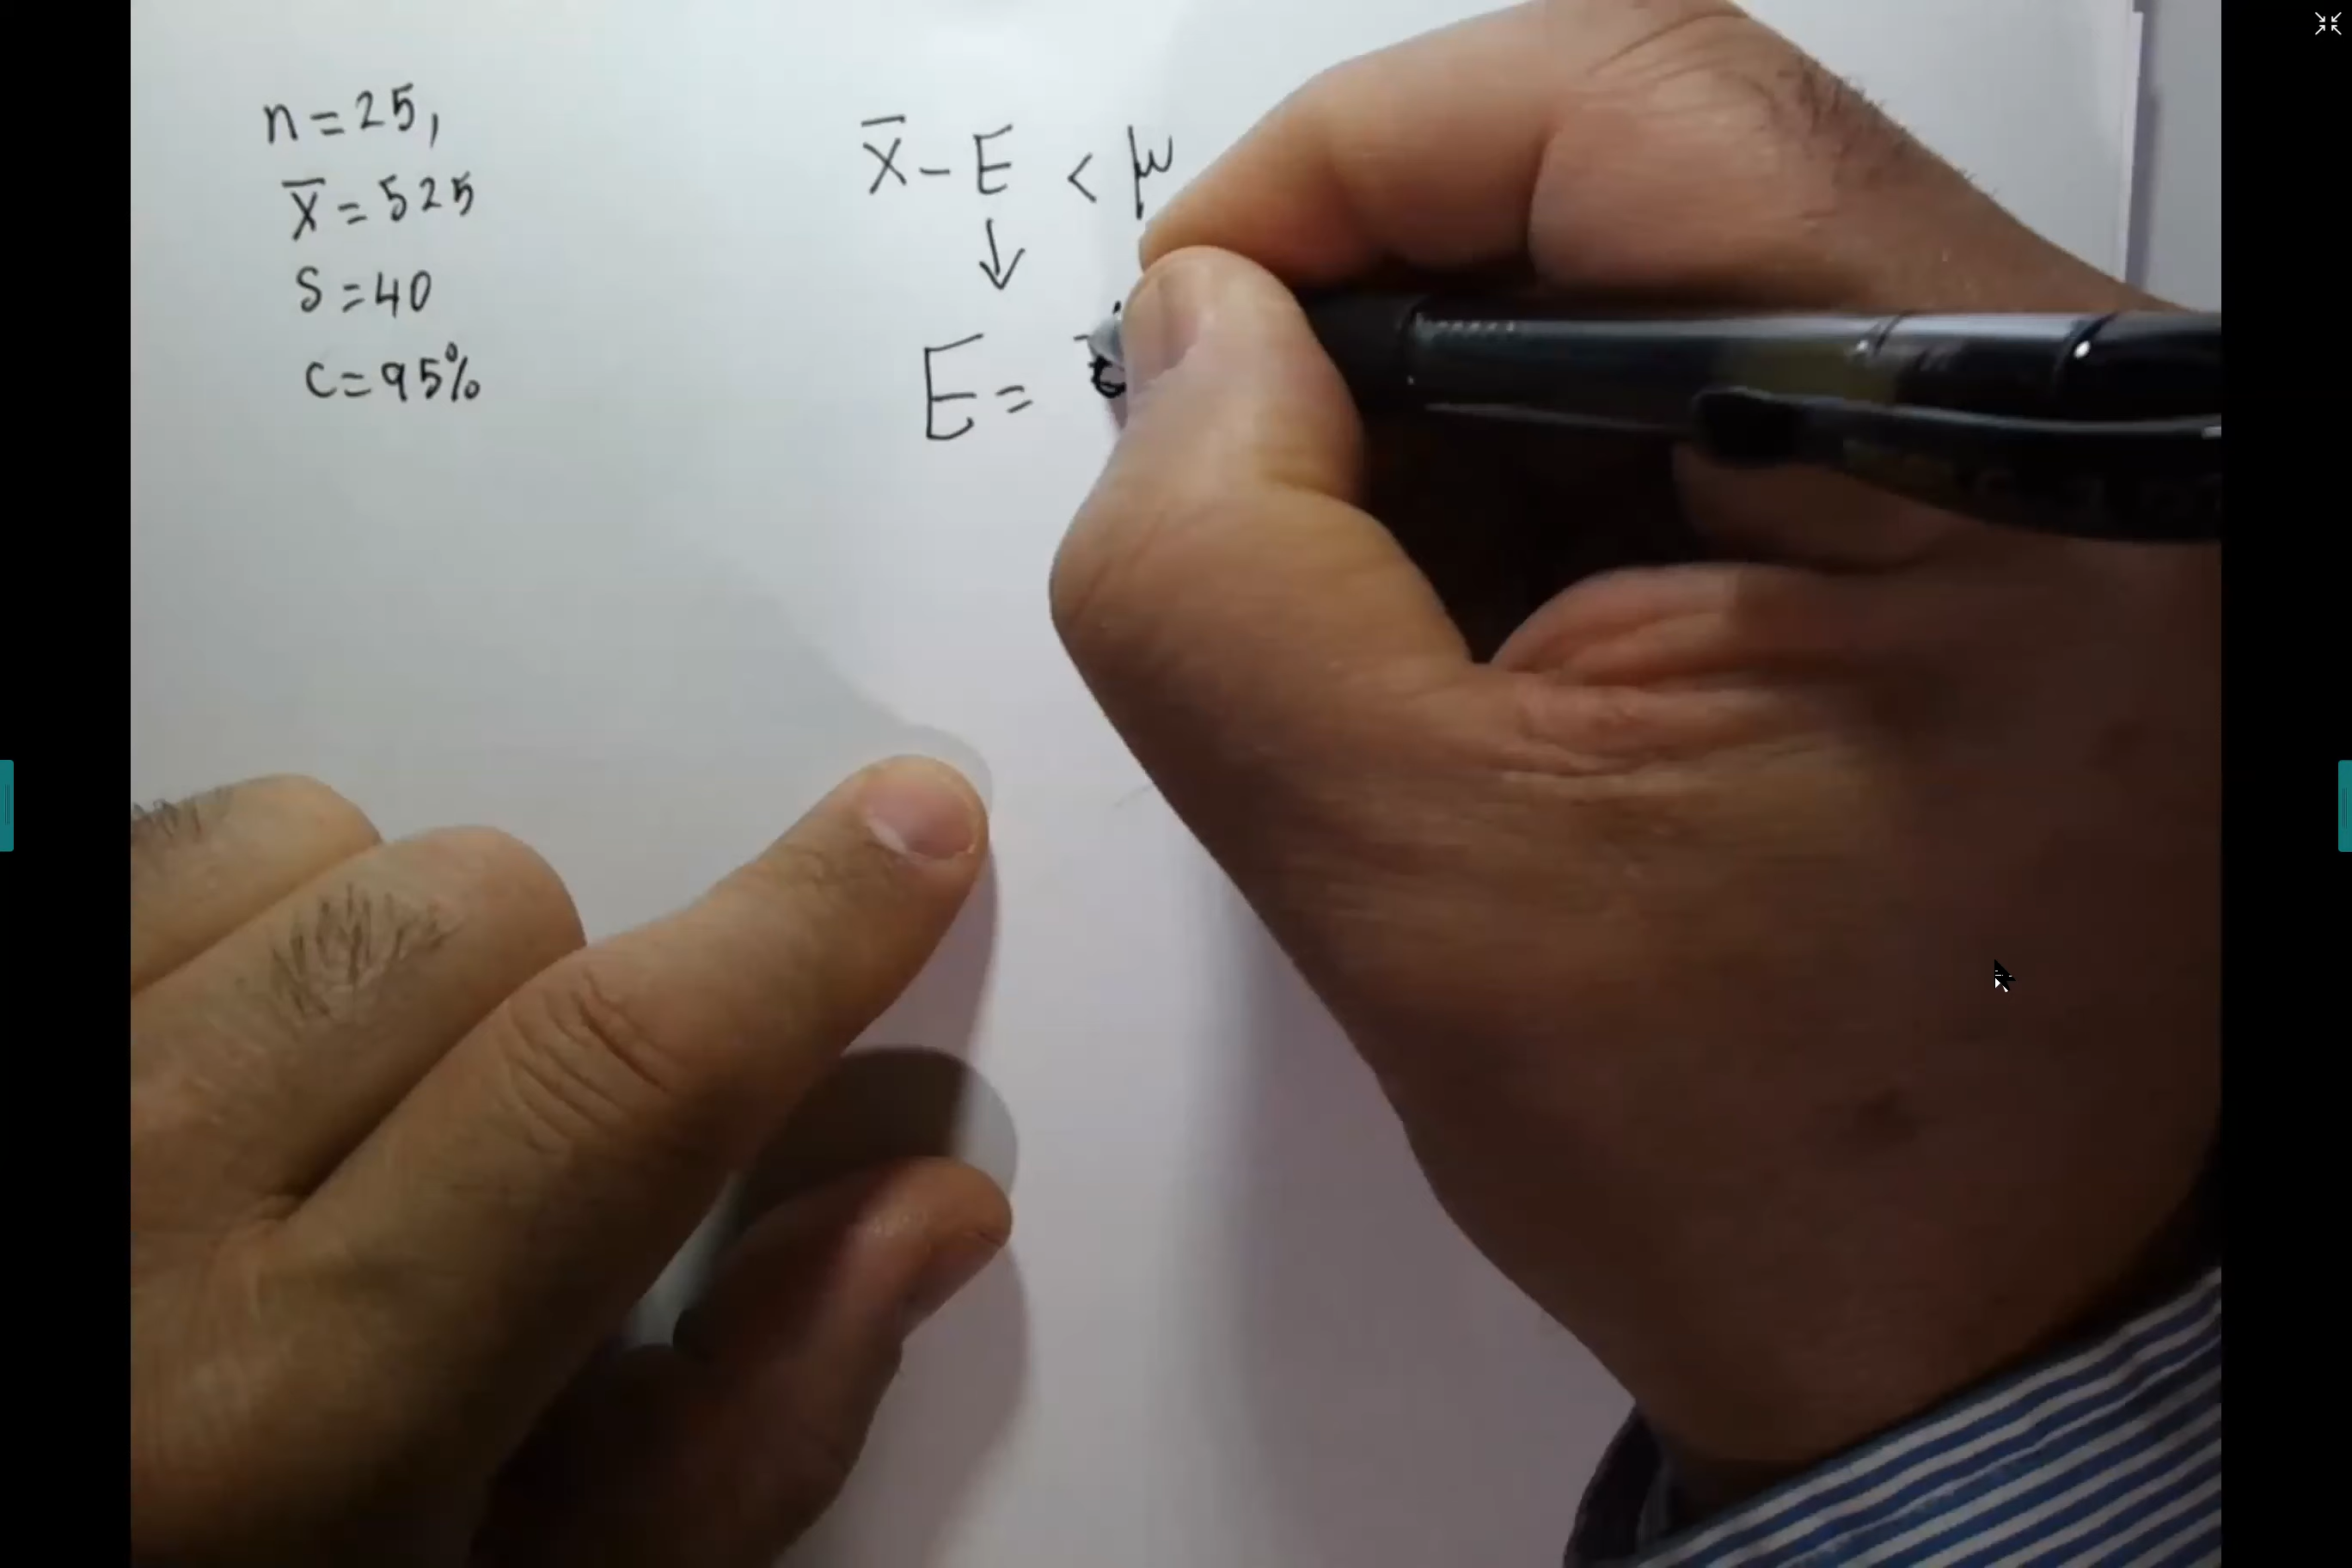 n = 25,
x̄ = 525
S = 40
c = 95%
x̄ - E < μ
↓
E =